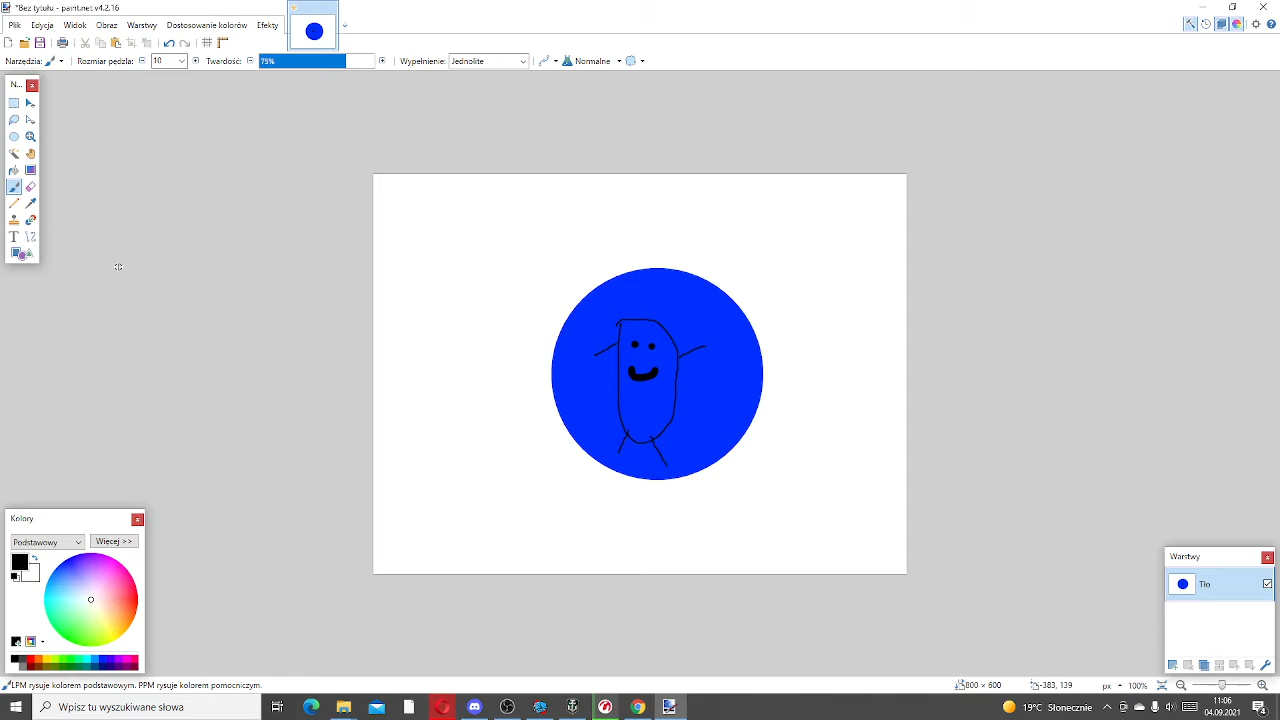 *Bez tytułu - paint.net v4.2.16
Plik Edycja Widok Obraz Warstwy Dostosowanie kolorów Efekty
Narzędzia: Rozmiar pędzla: 10 Twardość: 75% Wypełnienie: Jednolite Normalne
N...
Kolory
Podstawowy Więcej >>
Warstwy
Tło
LPM rysuje kolorem podstawowym. PPM rysuje kolorem pomocniczym.
800 × 600 -383, 139 px 100%
Wpisz tu wyszukiwane słowa
19°C Słonecznie
11:06
04.09.2021